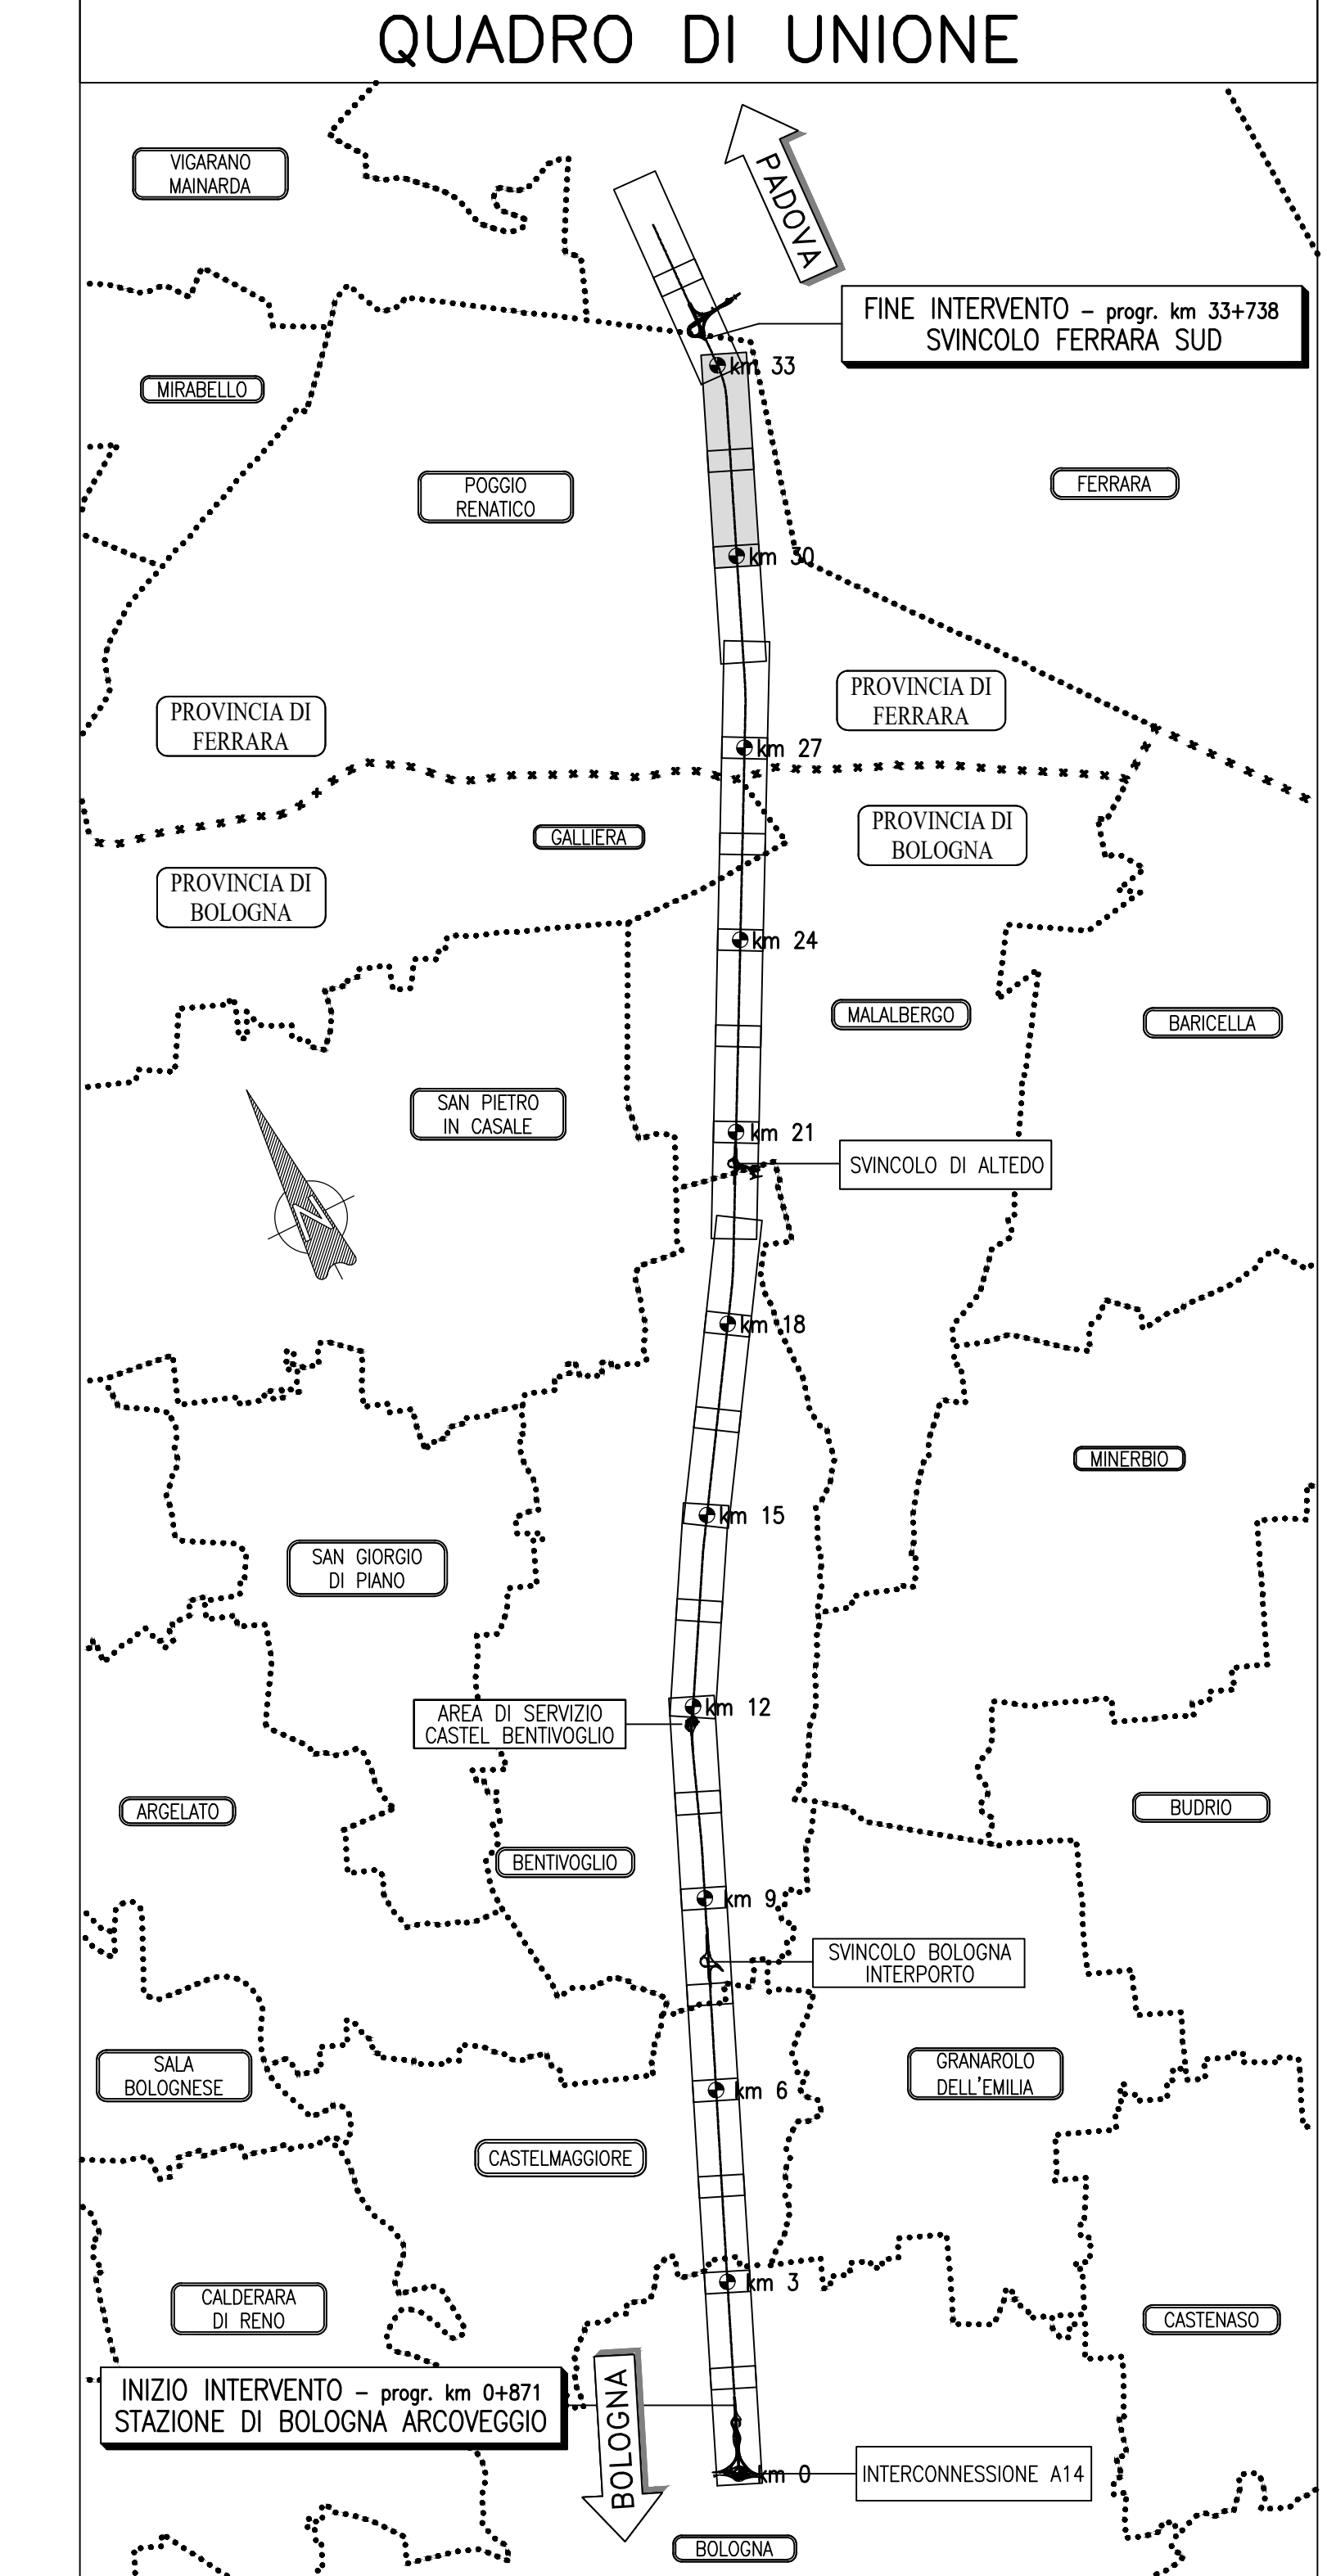 QUADRO DI UNIONE
VIGARANO
MAINARDA
PADOVA
FINE INTERVENTO - progr. km 33+738
SVINCOLO FERRARA SUD
km 33
MIRABELLO
POGGIO
RENATICO
FERRARA
km 30
PROVINCIA DI
FERRARA
PROVINCIA DI
FERRARA
km 27
GALLIERA
PROVINCIA DI
BOLOGNA
PROVINCIA DI
BOLOGNA
km 24
MALALBERGO
BARICELLA
SAN PIETRO
IN CASALE
km 21
SVINCOLO DI ALTEDO
N
km 18
MINERBIO
km 15
SAN GIORGIO
DI PIANO
km 12
AREA DI SERVIZIO
CASTEL BENTIVOGLIO
ARGELATO
BUDRIO
BENTIVOGLIO
km 9
SVINCOLO BOLOGNA
INTERPORTO
SALA
BOLOGNESE
GRANAROLO
DELL'EMILIA
km 6
CASTELMAGGIORE
km 3
CALDERARA
DI RENO
CASTENASO
INIZIO INTERVENTO - progr. km 0+871
STAZIONE DI BOLOGNA ARCOVEGGIO
BOLOGNA
km 0
INTERCONNESSIONE A14
BOLOGNA